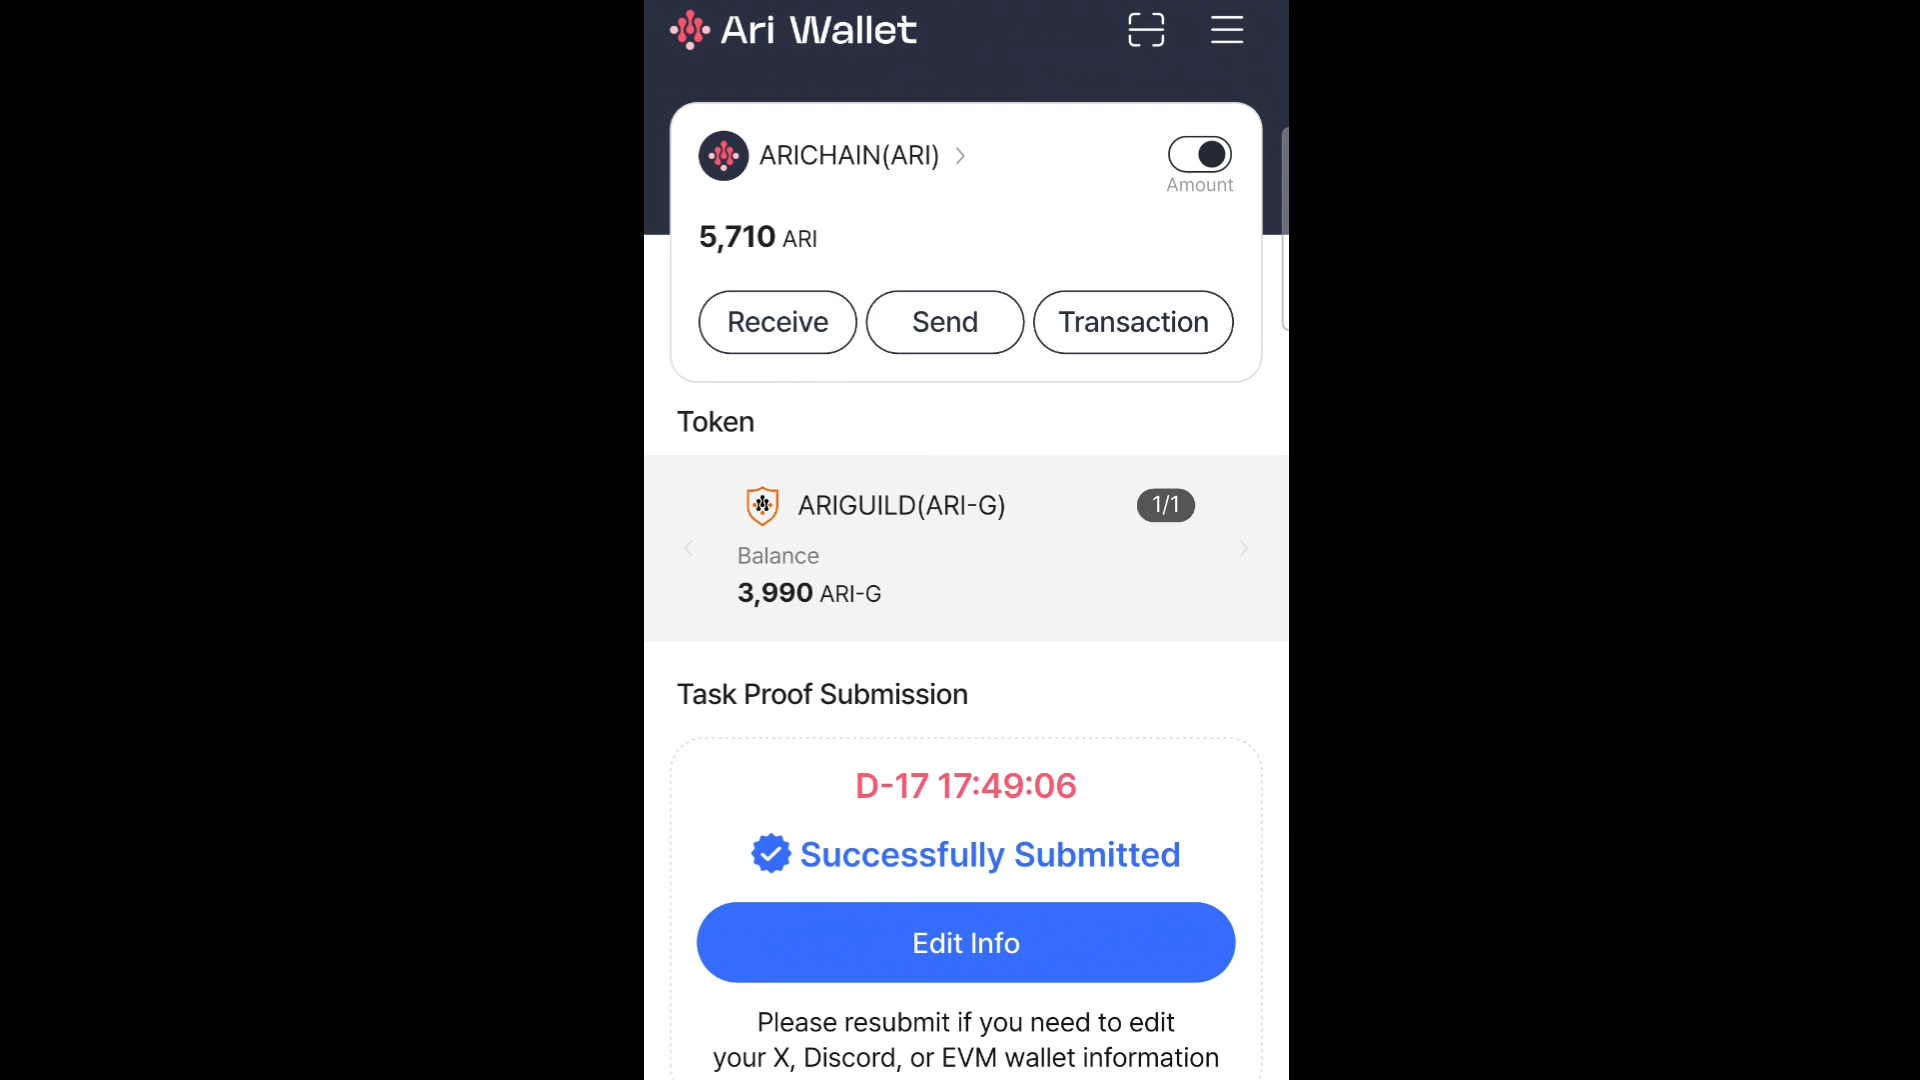 Ari Wallet
ARICHAIN(ARI)
Amount
5,710 ARI
Receive
Send
Transaction
Token
ARIGUILD(ARI-G)
1/1
Balance
3,990 ARI-G
Task Proof Submission
D-17 17:49:06
Successfully Submitted
Edit Info
Please resubmit if you need to edit
your X, Discord, or EVM wallet information